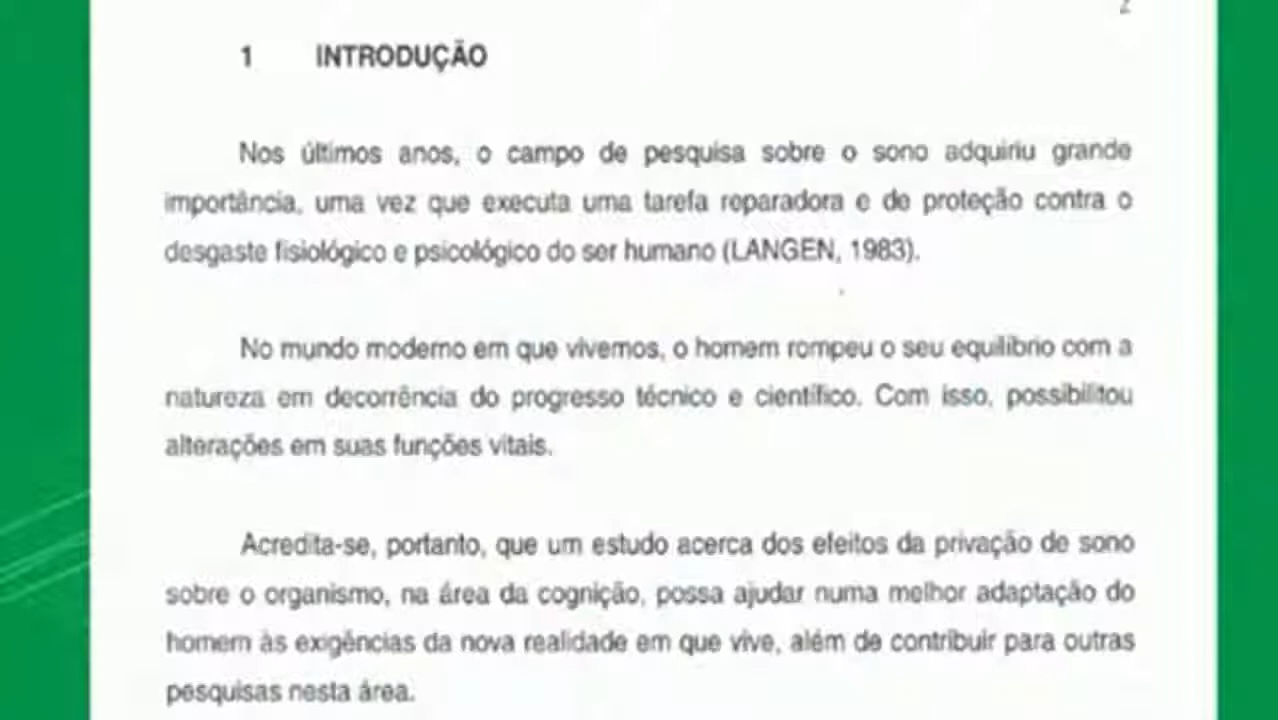 2
1 INTRODUÇÃO
Nos últimos anos, o campo de pesquisa sobre o sono adquiriu grande
importância, uma vez que executa uma tarefa reparadora e de proteção contra o
desgaste fisiológico e psicológico do ser humano (LANGEN, 1983).
No mundo moderno em que vivemos, o homem rompeu o seu equilíbrio com a
natureza em decorrência do progresso técnico e científico. Com isso, possibilitou
alterações em suas funções vitais.
Acredita-se, portanto, que um estudo acerca dos efeitos da privação de sono
sobre o organismo, na área da cognição, possa ajudar numa melhor adaptação do
homem às exigências da nova realidade em que vive, além de contribuir para outras
pesquisas nesta área.